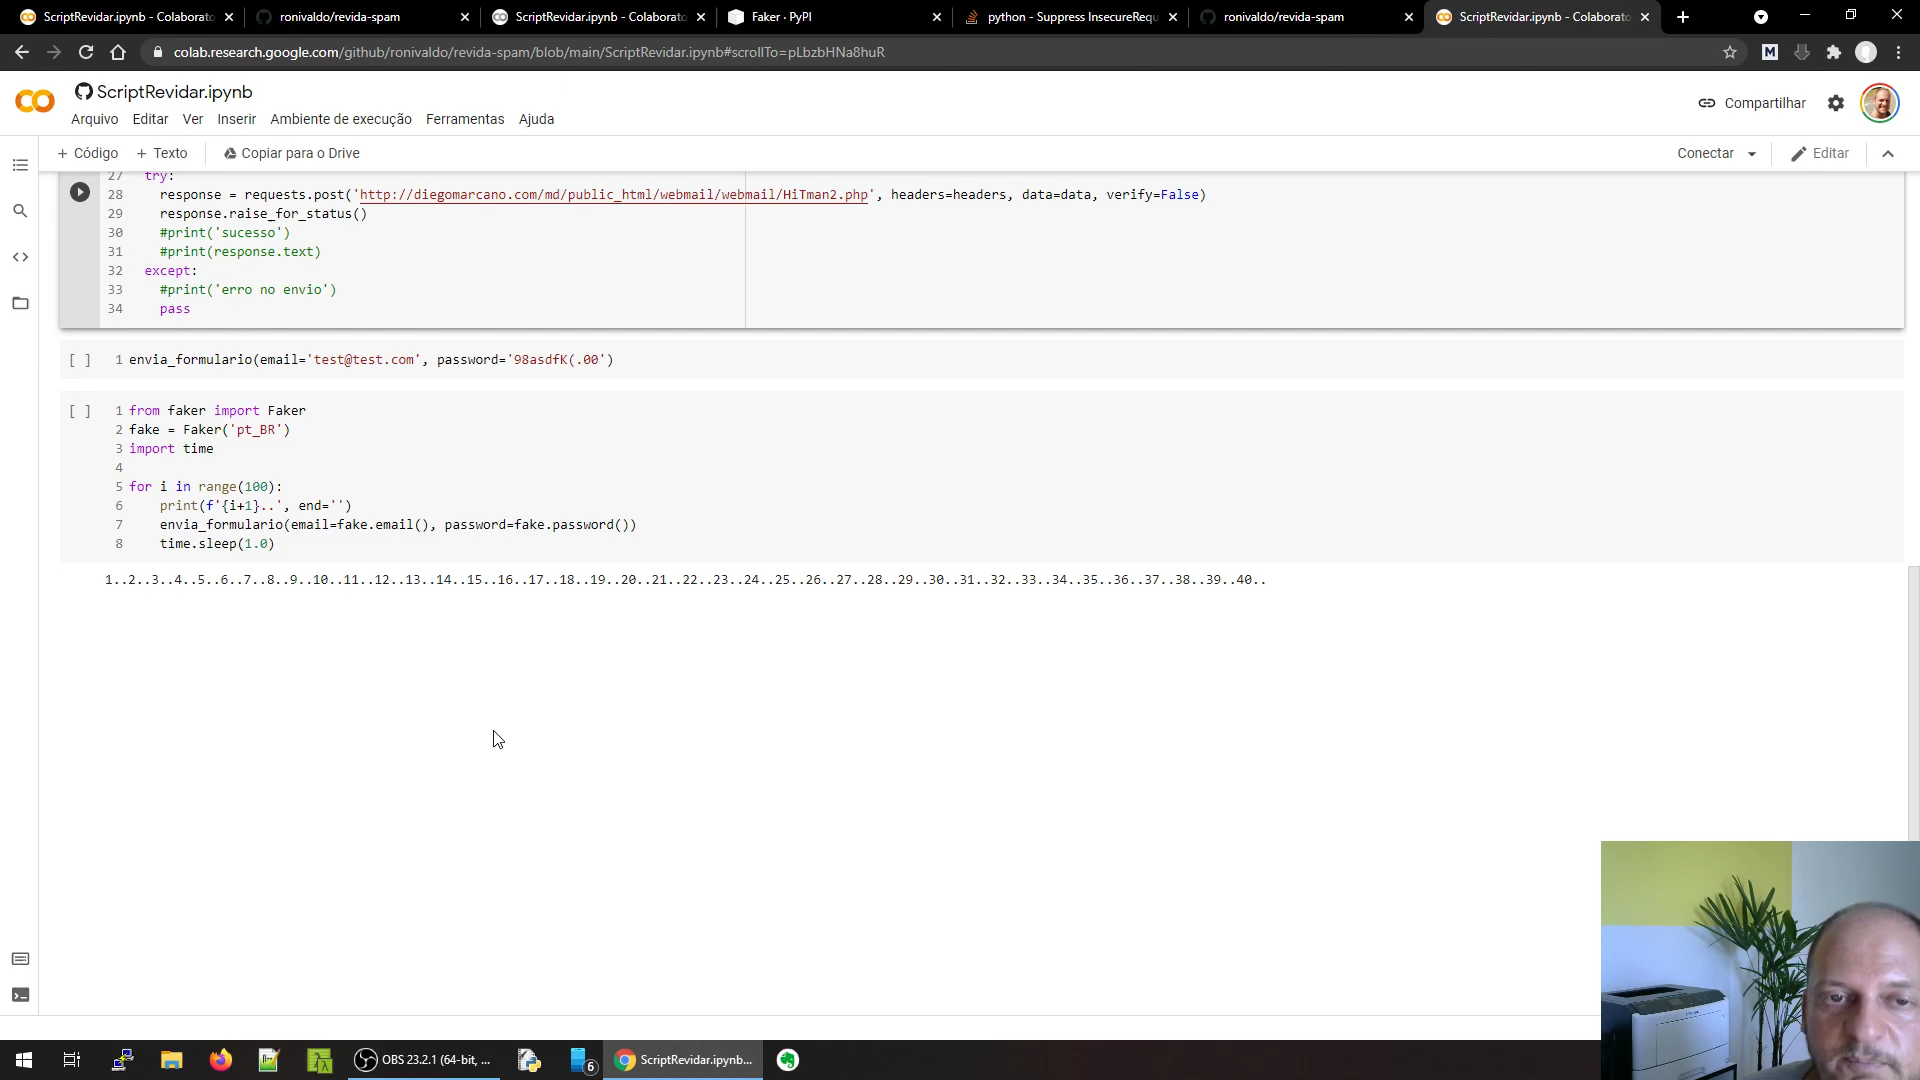 ScriptRevidar.ipynb - Colaborato
ronivaldo/revida-spam
ScriptRevidar.ipynb - Colaborato
Faker · PyPI
python - Suppress InsecureRequ
ronivaldo/revida-spam
ScriptRevidar.ipynb - Colaborato
colab.research.google.com/github/ronivaldo/revida-spam/blob/main/ScriptRevidar.ipynb#scrollTo=pLbzbHNa8huR
M
ScriptRevidar.ipynb
Arquivo Editar Ver Inserir Ambiente de execução Ferramentas Ajuda
Compartilhar
+ Código + Texto Copiar para o Drive
Conectar Editar
27 try:
28 response = requests.post('http://diegomarcano.com/md/public_html/webmail/webmail/HiTman2.php', headers=headers, data=data, verify=False)
29 response.raise_for_status()
30 #print('sucesso')
31 #print(response.text)
32 except:
33 #print('erro no envio')
34 pass
[ ] 1 envia_formulario(email='test@test.com', password='98asdfK(.00')
[ ] 1 from faker import Faker
2 fake = Faker('pt_BR')
3 import time
4
5 for i in range(100):
6 print(f'{i+1}..', end='')
7 envia_formulario(email=fake.email(), password=fake.password())
8 time.sleep(1.0)
1..2..3..4..5..6..7..8..9..10..11..12..13..14..15..16..17..18..19..20..21..22..23..24..25..26..27..28..29..30..31..32..33..34..35..36..37..38..39..40..
OBS 23.2.1 (64-bit, ...
6
ScriptRevidar.ipynb...